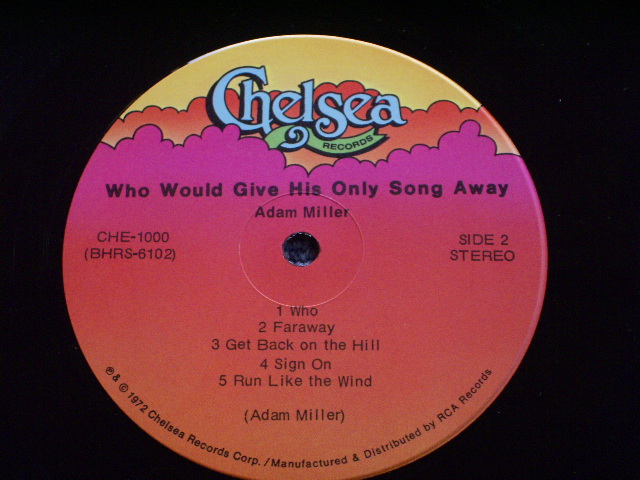 Chelsea
RECORDS
Who Would Give His Only Song Away
Adam Miller
CHE-1000
(BHRS-6102)
SIDE 2
STEREO
1 Who
2 Faraway
3 Get Back on the Hill
4 Sign On
5 Run Like the Wind
(Adam Miller)
℗ & © 1972 Chelsea Records Corp. / Manufactured & Distributed by RCA Records